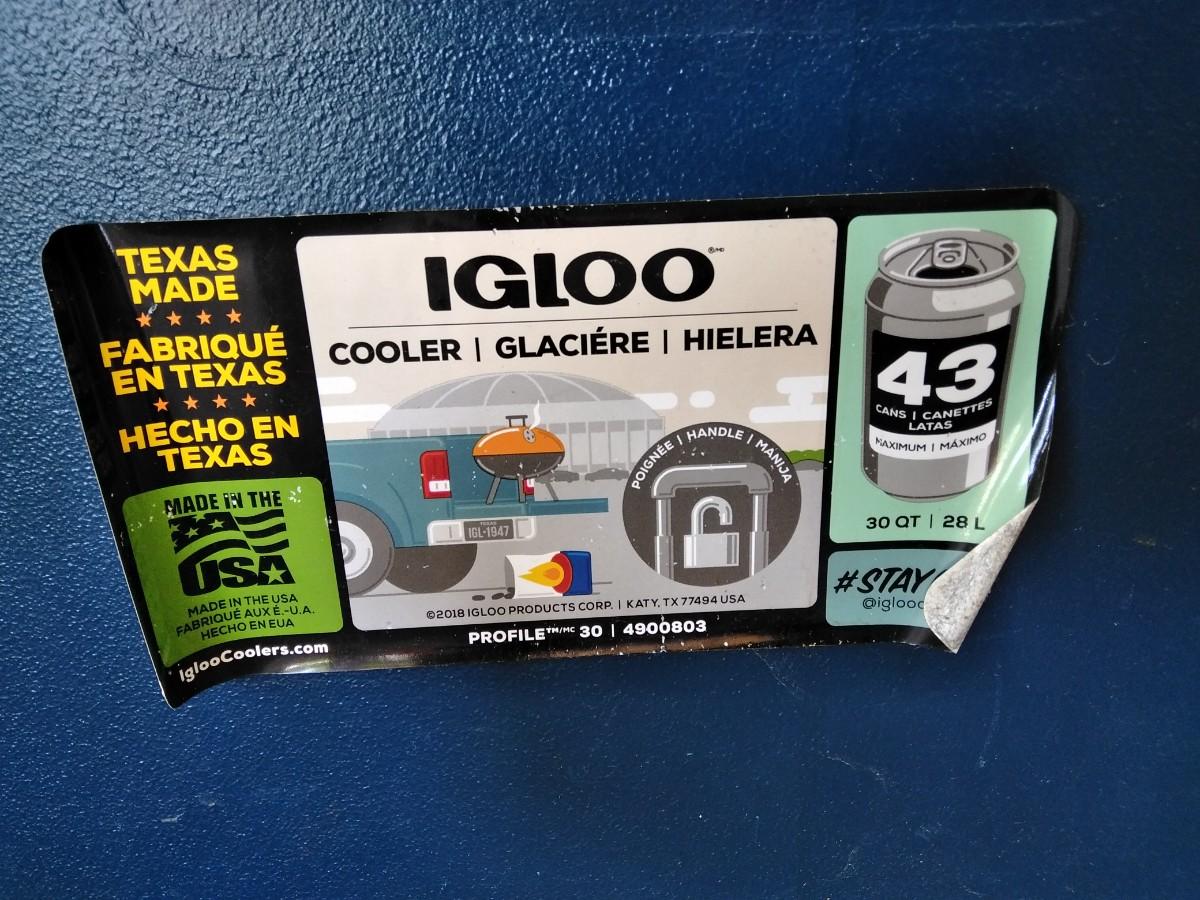 TEXAS
MADE
FABRIQUÉ
EN TEXAS
HECHO EN
TEXAS
MADE IN THE
USA
MADE IN THE USA
FABRIQUÉ AUX É.-U.A.
HECHO EN EUA
IglooCoolers.com
IGLOO ®/MD
COOLER | GLACIÉRE | HIELERA
POIGNÉE | HANDLE | MANIJA
TEXAS
IGL-1947
©2018 IGLOO PRODUCTS CORP. | KATY, TX 77494 USA
PROFILE™/MC 30 | 4900803
43
CANS | CANETTES
LATAS
MAXIMUM | MÁXIMO
30 QT | 28 L
#STAY